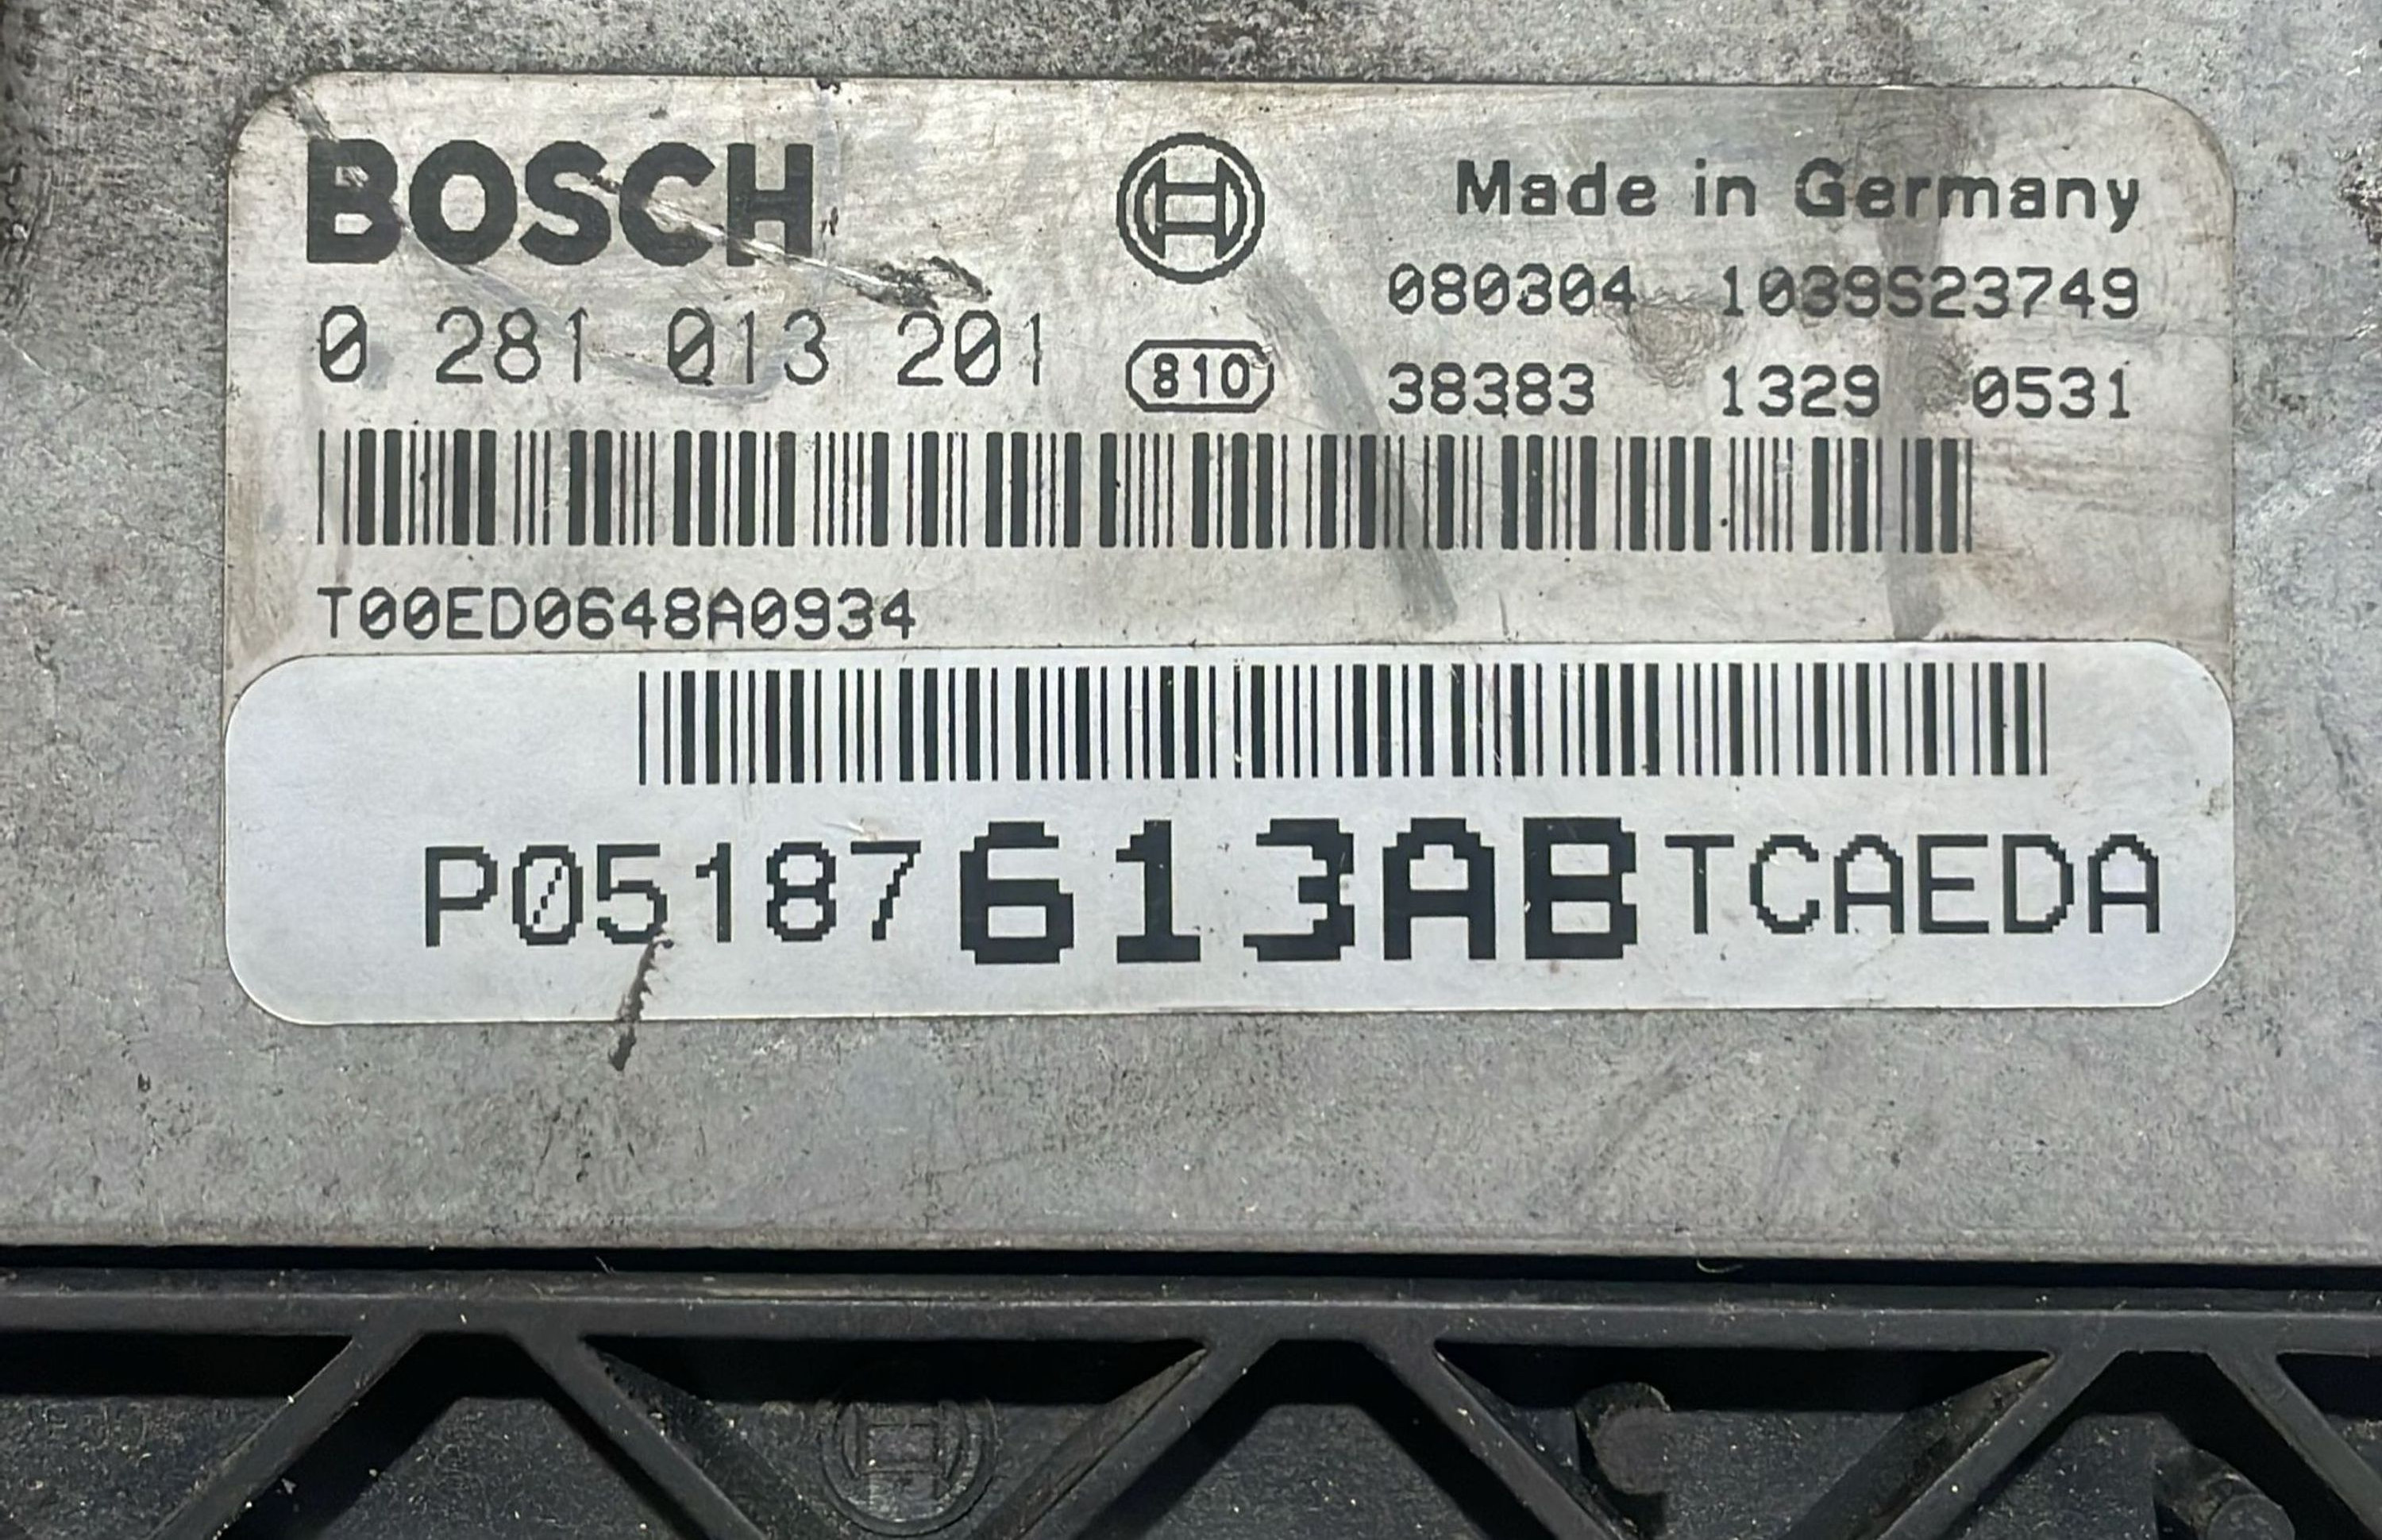 BOSCH
Made in Germany
080304 1039S23749
0 281 013 201
810
38383 1329 0531
T00ED0648A0934
P05187613ABTCAEDA